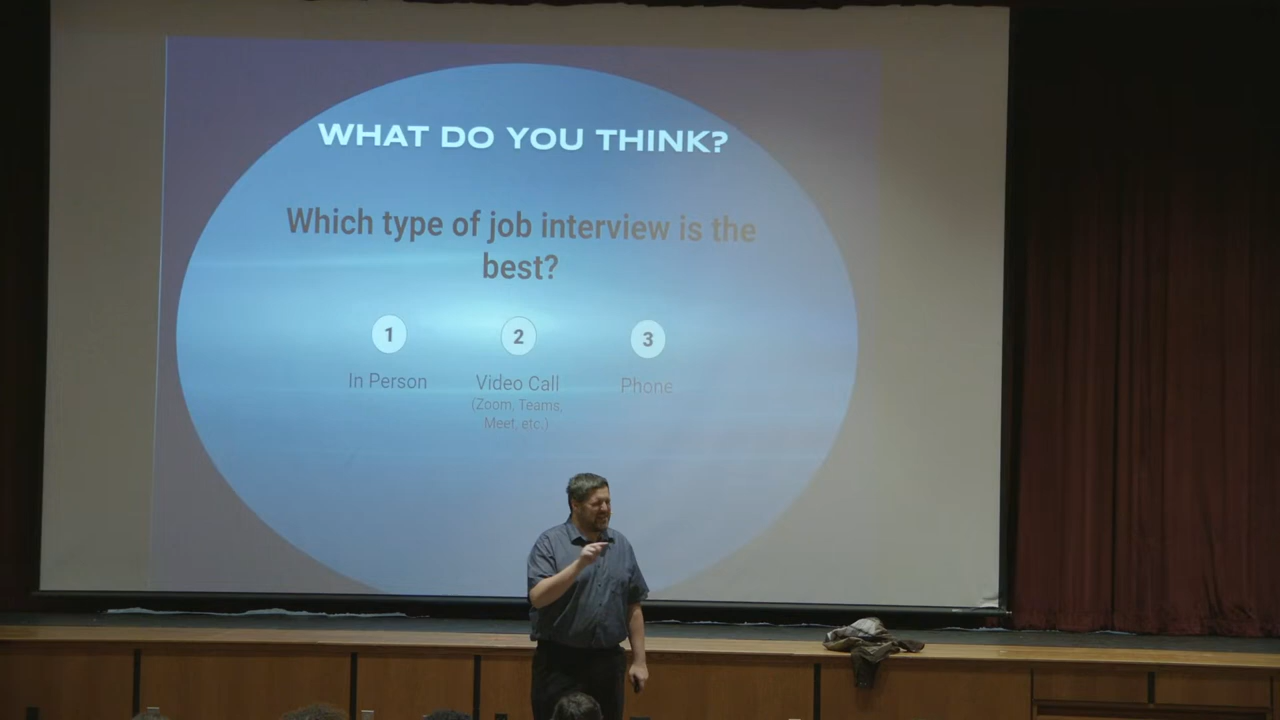 WHAT DO YOU THINK?
Which type of job interview is the
best?
1
2
3
In Person
Video Call
Phone
(Zoom, Teams,
Meet, etc.)